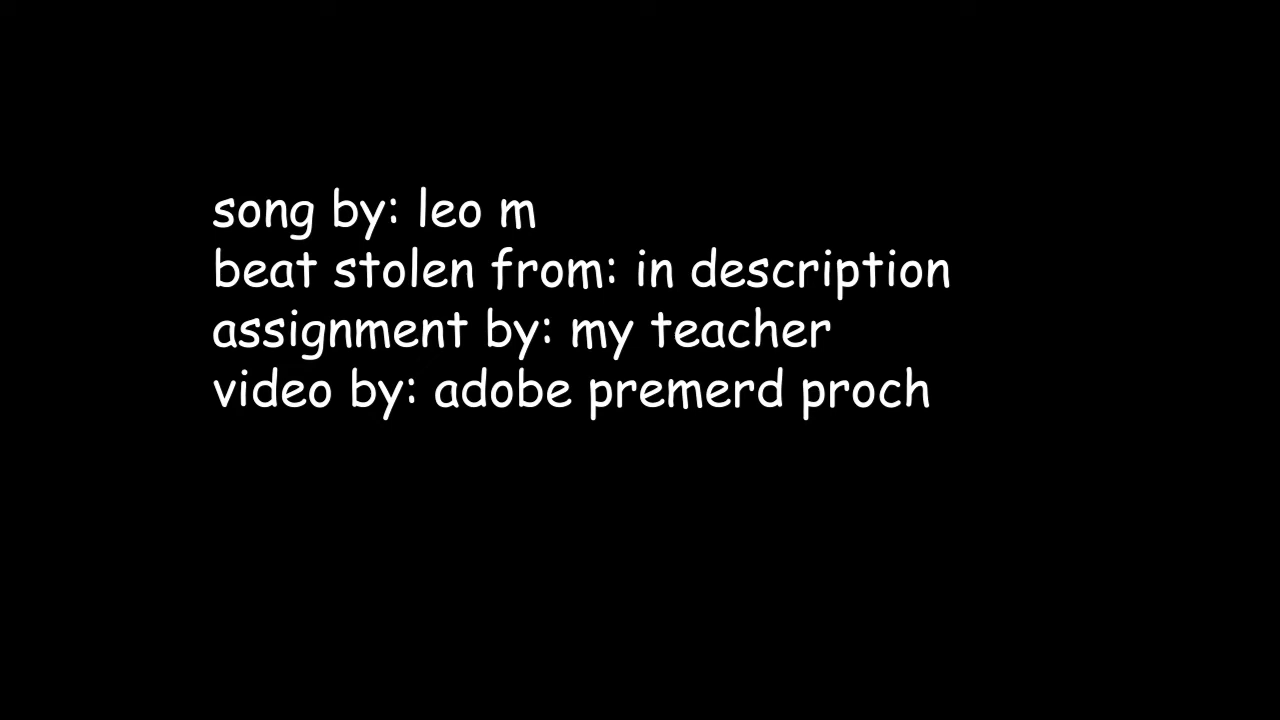 song by: leo m
beat stolen from: in description
assignment by: my teacher
video by: adobe premerd proch